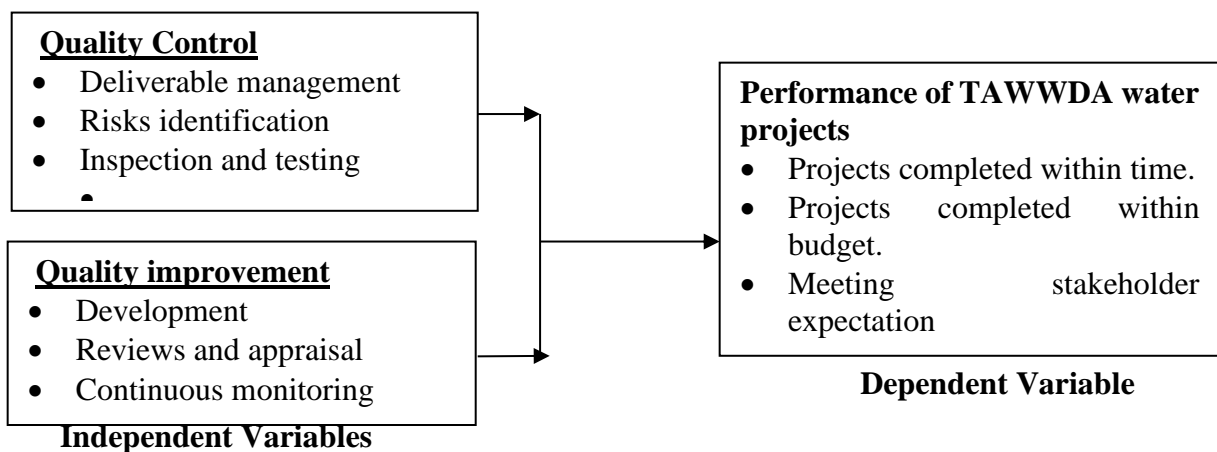 Quality Control
• Deliverable management
• Risks identification
• Inspection and testing
•
Quality improvement
• Development
• Reviews and appraisal
• Continuous monitoring
Independent Variables
Performance of TAWWDA water
projects
• Projects completed within time.
• Projects completed within
budget.
• Meeting stakeholder
expectation
Dependent Variable